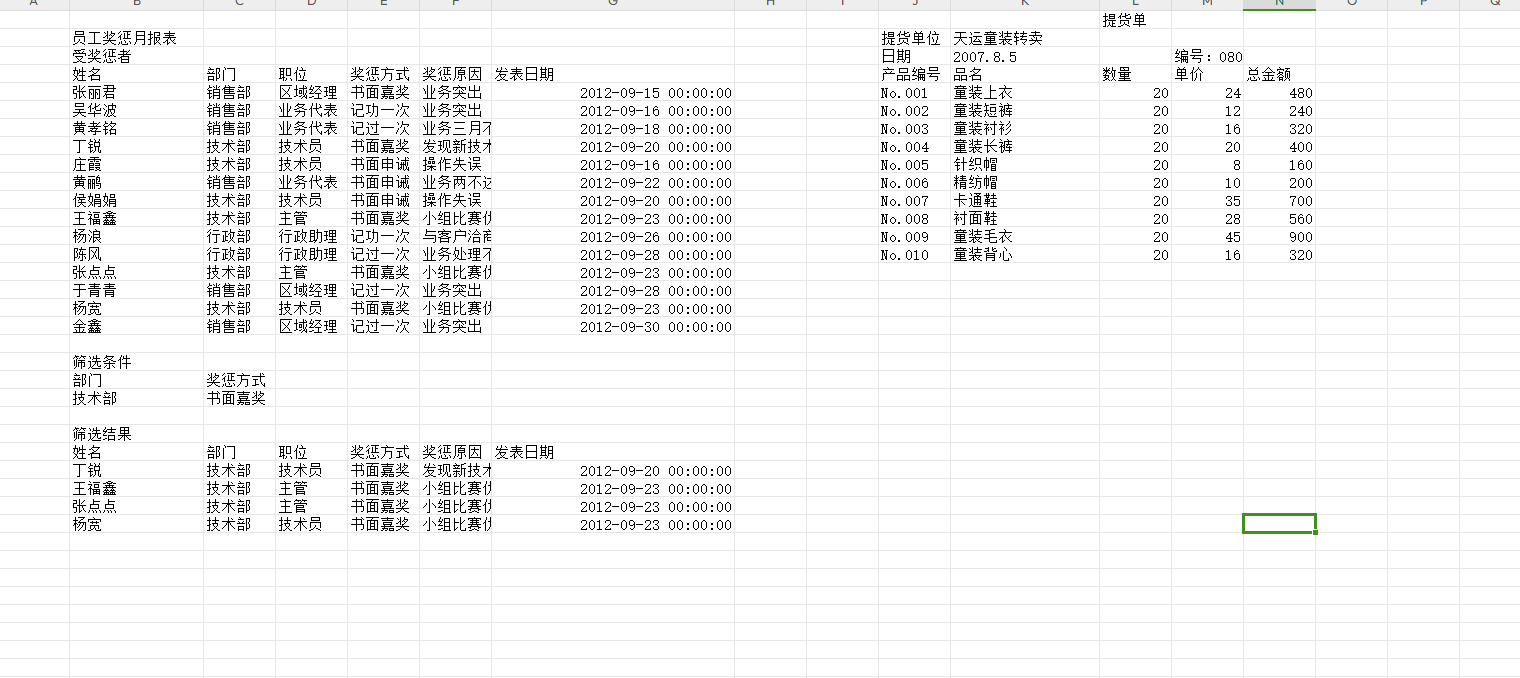 A B C D E F G H I J K L M N O P Q
提货单
员工奖惩月报表 提货单位 天运童装转卖
受奖惩者 日期 2007.8.5 编号：080
姓名 部门 职位 奖惩方式 奖惩原因 发表日期 产品编号 品名 数量 单价 总金额
张丽君 销售部 区域经理 书面嘉奖 业务突出 2012-09-15 00:00:00 No.001 童装上衣 20 24 480
吴华波 销售部 业务代表 记功一次 业务突出 2012-09-16 00:00:00 No.002 童装短裤 20 12 240
黄孝铭 销售部 业务代表 记过一次 业务三月不 2012-09-18 00:00:00 No.003 童装衬衫 20 16 320
丁锐 技术部 技术员 书面嘉奖 发现新技术 2012-09-20 00:00:00 No.004 童装长裤 20 20 400
庄霞 技术部 技术员 书面申诫 操作失误 2012-09-16 00:00:00 No.005 针织帽 20 8 160
黄鹂 销售部 业务代表 书面申诫 业务两不达 2012-09-22 00:00:00 No.006 精纺帽 20 10 200
侯娟娟 技术部 技术员 书面申诫 操作失误 2012-09-20 00:00:00 No.007 卡通鞋 20 35 700
王福鑫 技术部 主管 书面嘉奖 小组比赛 2012-09-23 00:00:00 No.008 衬面鞋 20 28 560
杨浪 行政部 行政助理 记功一次 与客户洽商 2012-09-26 00:00:00 No.009 童装毛衣 20 45 900
陈风 行政部 行政助理 记过一次 业务处理不 2012-09-28 00:00:00 No.010 童装背心 20 16 320
张点点 技术部 主管 书面嘉奖 小组比赛 2012-09-23 00:00:00
于青青 销售部 区域经理 记过一次 业务突出 2012-09-28 00:00:00
杨宽 技术部 技术员 书面嘉奖 小组比赛 2012-09-23 00:00:00
金鑫 销售部 区域经理 记过一次 业务突出 2012-09-30 00:00:00
筛选条件
部门 奖惩方式
技术部 书面嘉奖
筛选结果
姓名 部门 职位 奖惩方式 奖惩原因 发表日期
丁锐 技术部 技术员 书面嘉奖 发现新技术 2012-09-20 00:00:00
王福鑫 技术部 主管 书面嘉奖 小组比赛 2012-09-23 00:00:00
张点点 技术部 主管 书面嘉奖 小组比赛 2012-09-23 00:00:00
杨宽 技术部 技术员 书面嘉奖 小组比赛 2012-09-23 00:00:00